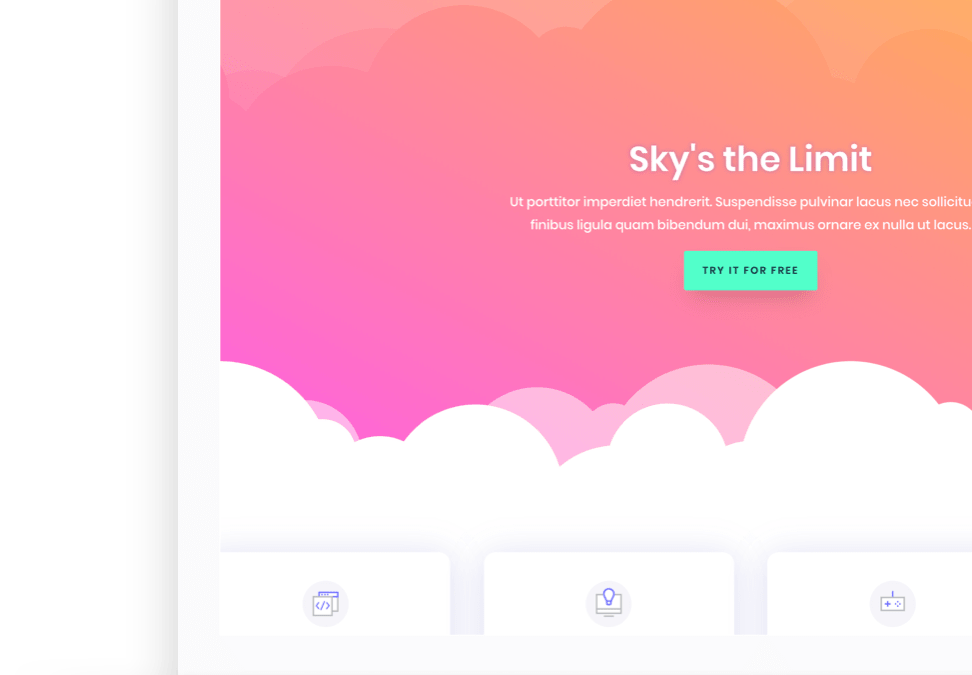 Sky's the Limit
Ut porttitor imperdiet hendrerit. Suspendisse pulvinar lacus nec
finibus ligula quam bibendum dui, maximus ornare ex nulla ut lacus.
TRY IT FOR FREE